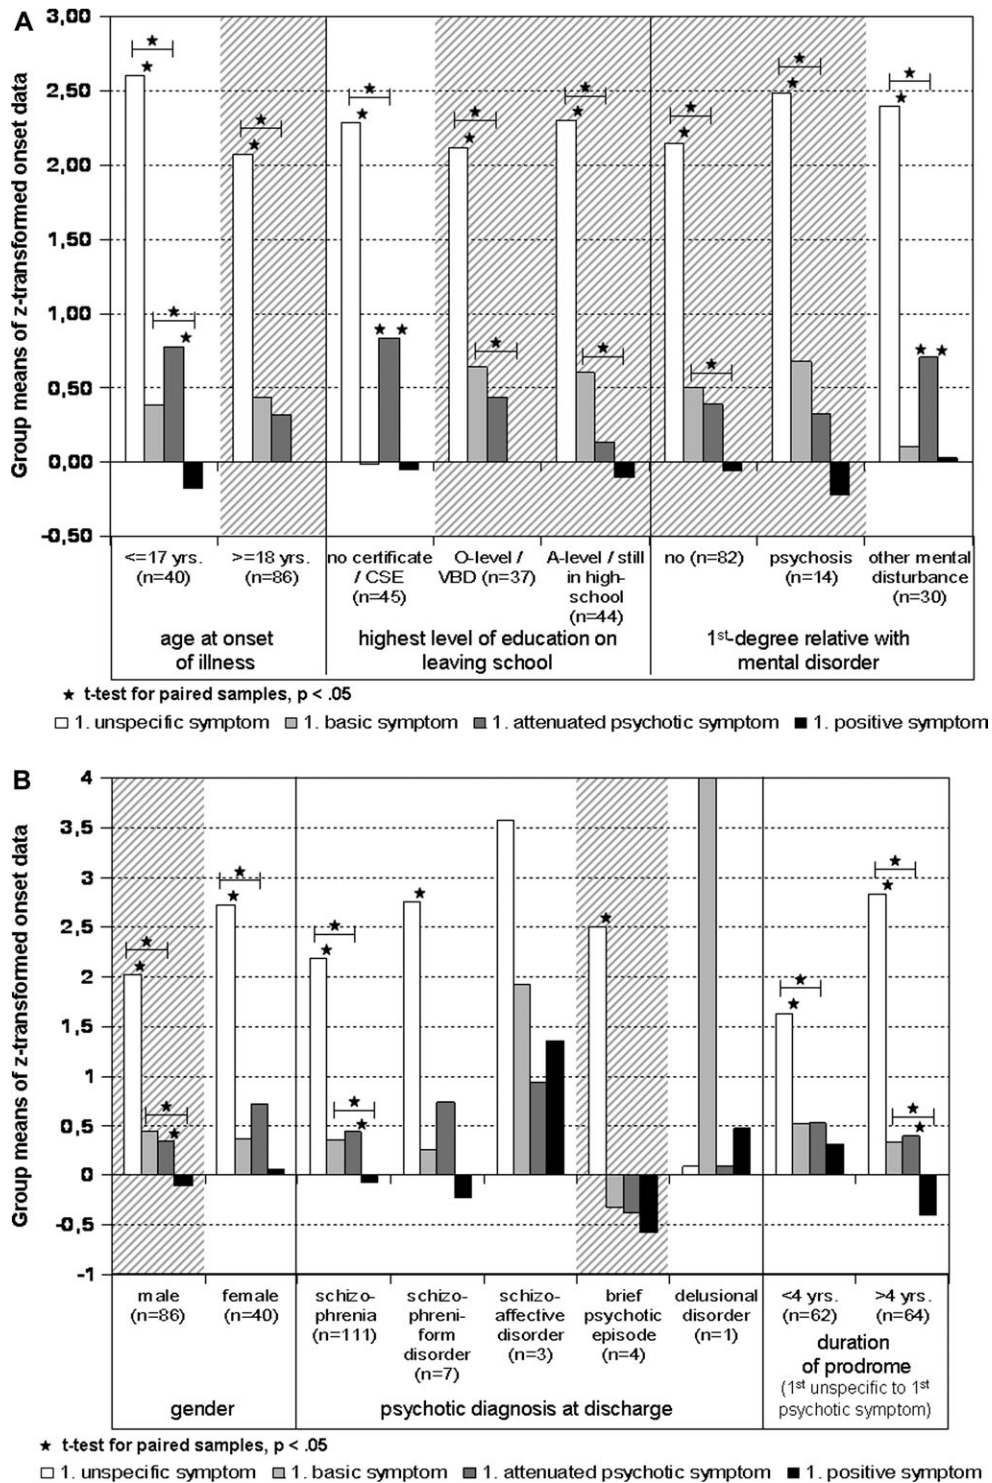 A
Group means of z-transformed onset data
3,00
2,50
2,00
1,50
1,00
0,50
0,00
-0,50
<=17 yrs.
(n=40)
>=18 yrs.
(n=86)
no certificate
/ CSE
(n=45)
O-level /
VBD (n=37)
A-level / still
in high-
school
(n=44)
no (n=82)
psychosis
(n=14)
other mental
disturbance
(n=30)
age at onset
of illness
highest level of education on
leaving school
1st-degree relative with
mental disorder
★ t-test for paired samples, p < .05
1. unspecific symptom 1. basic symptom 1. attenuated psychotic symptom 1. positive symptom
B
Group means of z-transformed onset data
4
3,5
3
2,5
2
1,5
1
0,5
0
-0,5
-1
male
(n=86)
female
(n=40)
schizo-
phrenia
(n=111)
schizo-
phreni-
form
disorder
(n=7)
schizo-
affective
disorder
(n=3)
brief
psychotic
episode
(n=4)
delusional
disorder
(n=1)
<4 yrs.
(n=62)
>4 yrs.
(n=64)
gender
psychotic diagnosis at discharge
duration
of prodrome
(1st unspecific to 1st
psychotic symptom)
★ t-test for paired samples, p < .05
1. unspecific symptom 1. basic symptom 1. attenuated psychotic symptom 1. positive symptom